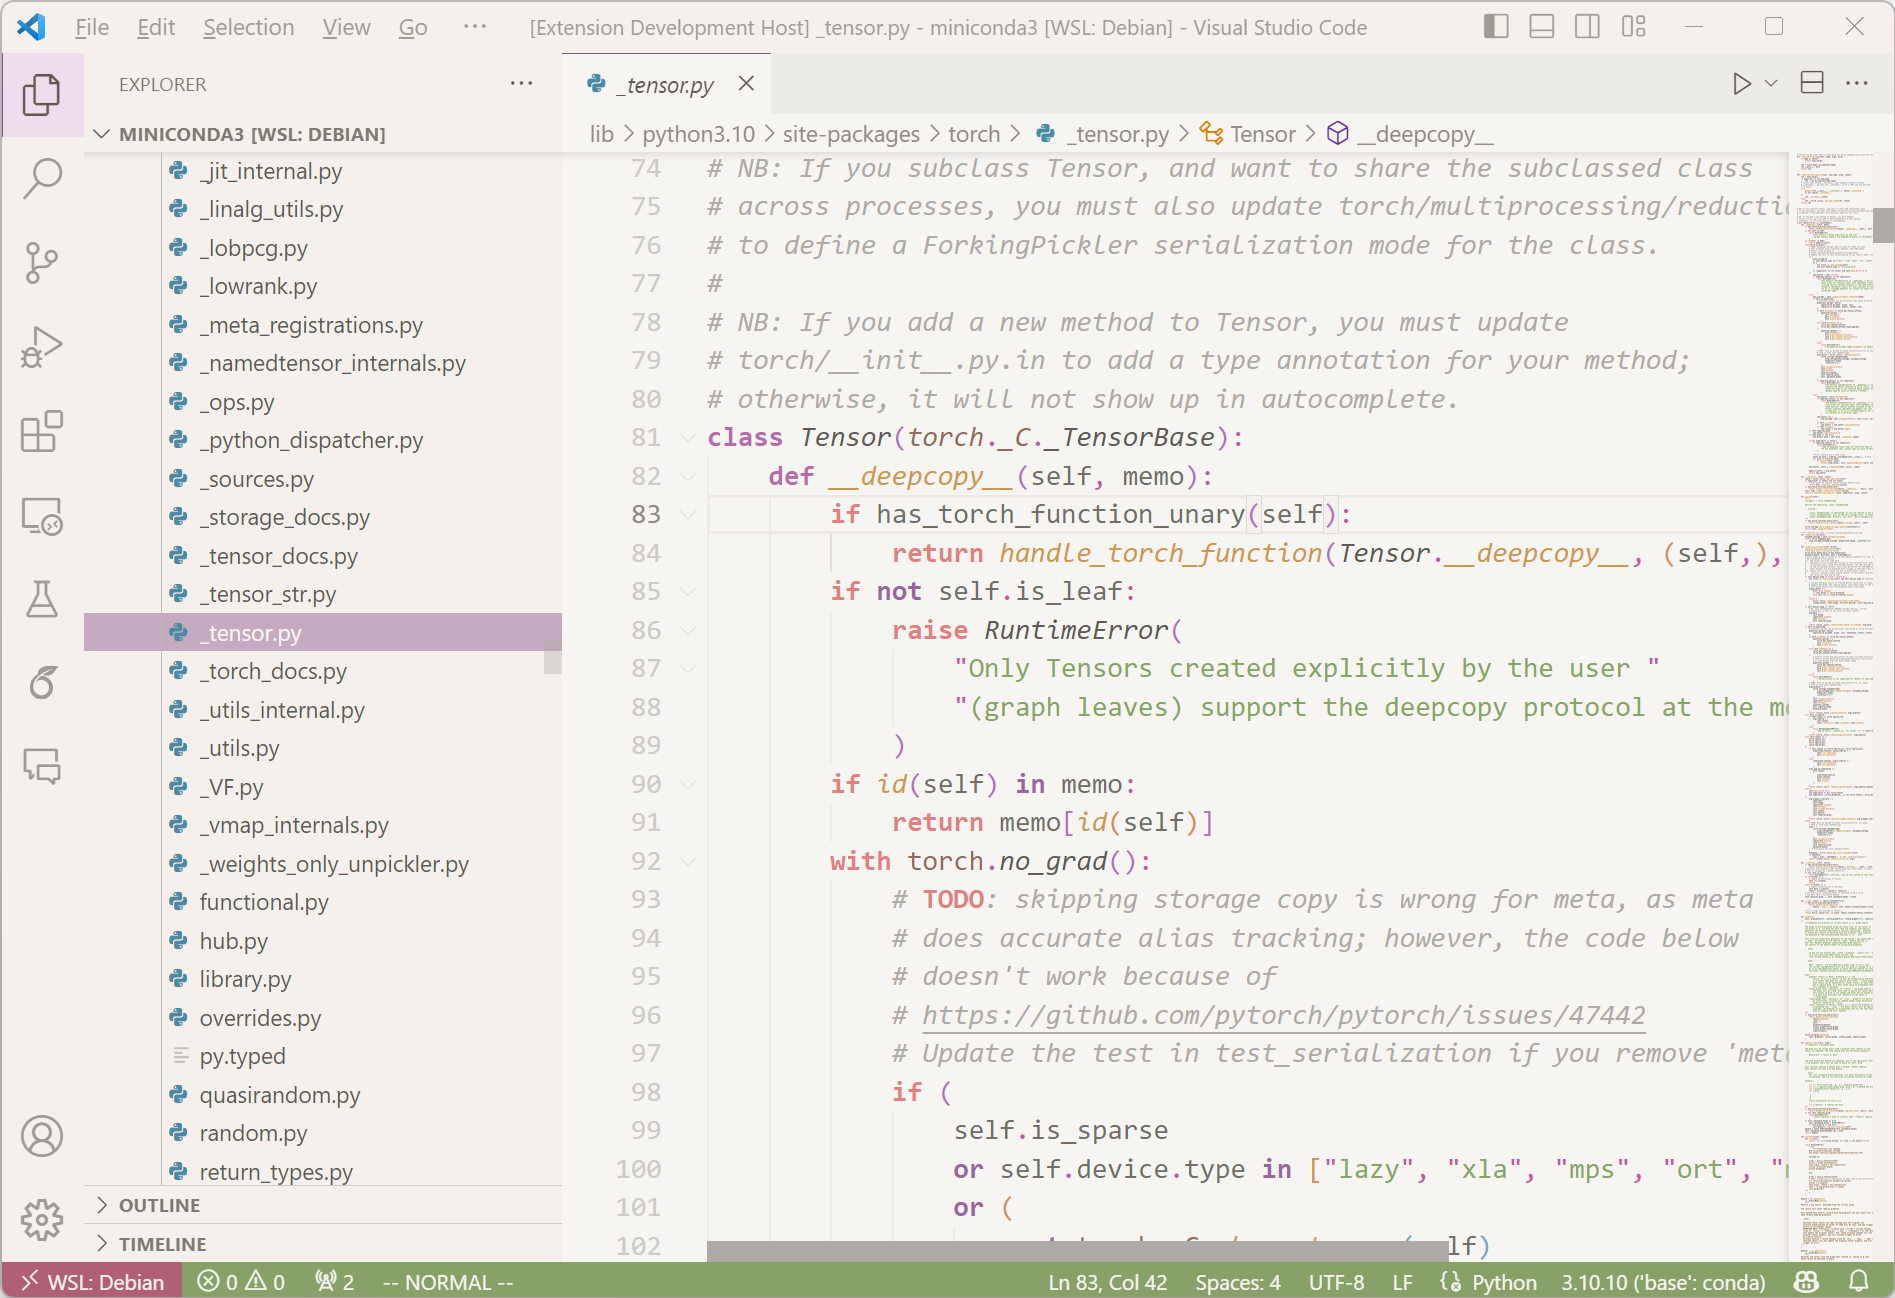 File Edit Selection View Go ··· [Extension Development Host] _tensor.py - miniconda3 [WSL: Debian] - Visual Studio Code
EXPLORER
MINICONDA3 [WSL: DEBIAN]
_jit_internal.py
_linalg_utils.py
_lobpcg.py
_lowrank.py
_meta_registrations.py
_namedtensor_internals.py
_ops.py
_python_dispatcher.py
_sources.py
_storage_docs.py
_tensor_docs.py
_tensor_str.py
_tensor.py
_torch_docs.py
_utils_internal.py
_utils.py
_VF.py
_vmap_internals.py
_weights_only_unpickler.py
functional.py
hub.py
library.py
overrides.py
py.typed
quasirandom.py
random.py
return_types.py
OUTLINE
TIMELINE
_tensor.py
lib > python3.10 > site-packages > torch > _tensor.py > Tensor > __deepcopy__
74 # NB: If you subclass Tensor, and want to share the subclassed class
75 # across processes, you must also update torch/multiprocessing/reducti
76 # to define a ForkingPickler serialization mode for the class.
77 #
78 # NB: If you add a new method to Tensor, you must update
79 # torch/__init__.py.in to add a type annotation for your method;
80 # otherwise, it will not show up in autocomplete.
81 class Tensor(torch._C._TensorBase):
82 def __deepcopy__(self, memo):
83 if has_torch_function_unary(self):
84 return handle_torch_function(Tensor.__deepcopy__, (self,),
85 if not self.is_leaf:
86 raise RuntimeError(
87 "Only Tensors created explicitly by the user "
88 "(graph leaves) support the deepcopy protocol at the m
89 )
90 if id(self) in memo:
91 return memo[id(self)]
92 with torch.no_grad():
93 # TODO: skipping storage copy is wrong for meta, as meta
94 # does accurate alias tracking; however, the code below
95 # doesn't work because of
96 # https://github.com/pytorch/pytorch/issues/47442
97 # Update the test in test_serialization if you remove 'met
98 if (
99 self.is_sparse
100 or self.device.type in ["lazy", "xla", "mps", "ort", "
101 or (
102 lf)
WSL: Debian 0 0 2 -- NORMAL -- Ln 83, Col 42 Spaces: 4 UTF-8 LF Python 3.10.10 ('base': conda)